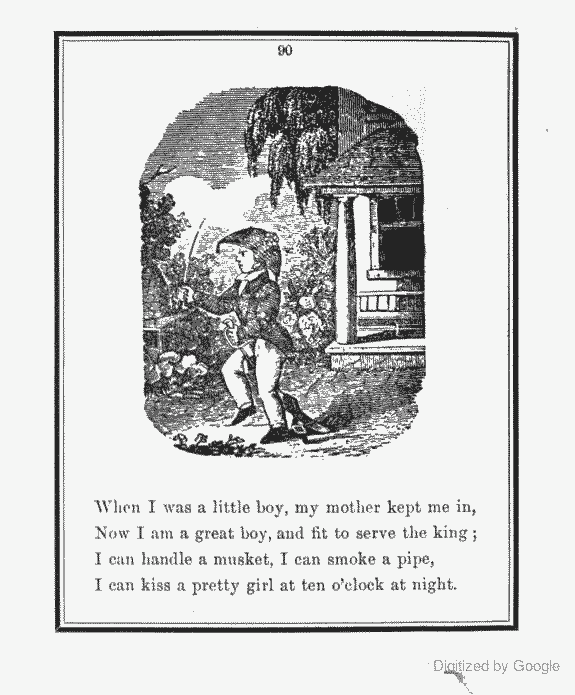 90
When I was a little boy, my mother kept me in,
Now I am a great boy, and fit to serve the king ;
I can handle a musket, I can smoke a pipe,
I can kiss a pretty girl at ten o'clock at night.
Digitized by Google